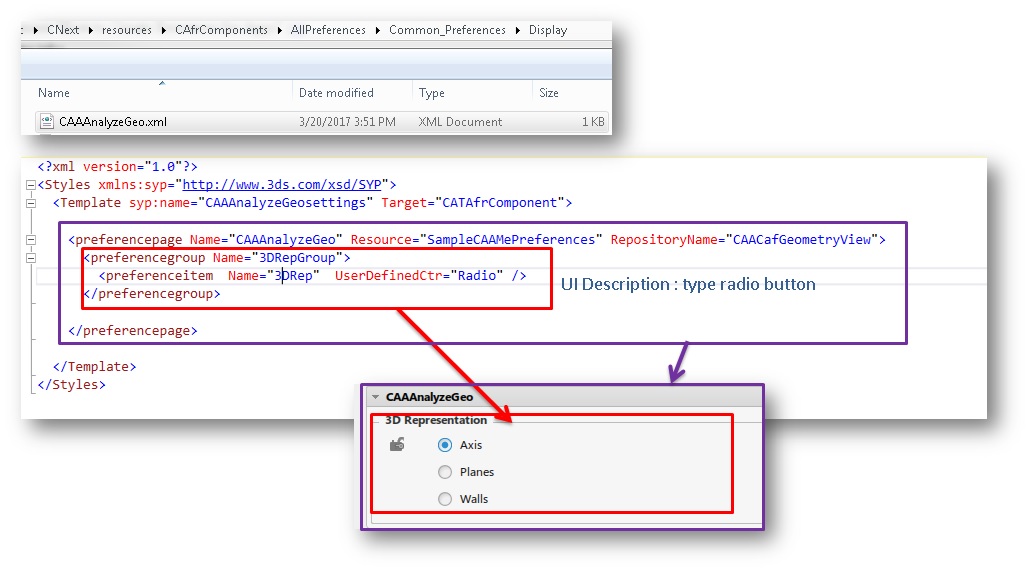 CNext ▸ resources ▸ CAfrComponents ▸ AllPreferences ▸ Common_Preferences ▸ Display
Name Date modified Type Size
CAAAnalyzeGeo.xml 3/20/2017 3:51 PM XML Document 1 KB
<?xml version="1.0"?>
<Styles xmlns:syp="http://www.3ds.com/xsd/SYP">
<Template syp:name="CAAAnalyzeGeosettings" Target="CATAfrComponent">
<preferencepage Name="CAAAnalyzeGeo" Resource="SampleCAAMePreferences" RepositoryName="CAACafGeometryView">
<preferencegroup Name="3DRepGroup">
<preferenceitem Name="3DRep" UserDefinedCtr="Radio" />
UI Description : type radio button
</preferencegroup>
</preferencepage>
</Template>
</Styles>
CAAAnalyzeGeo
3D Representation
Axis
Planes
Walls